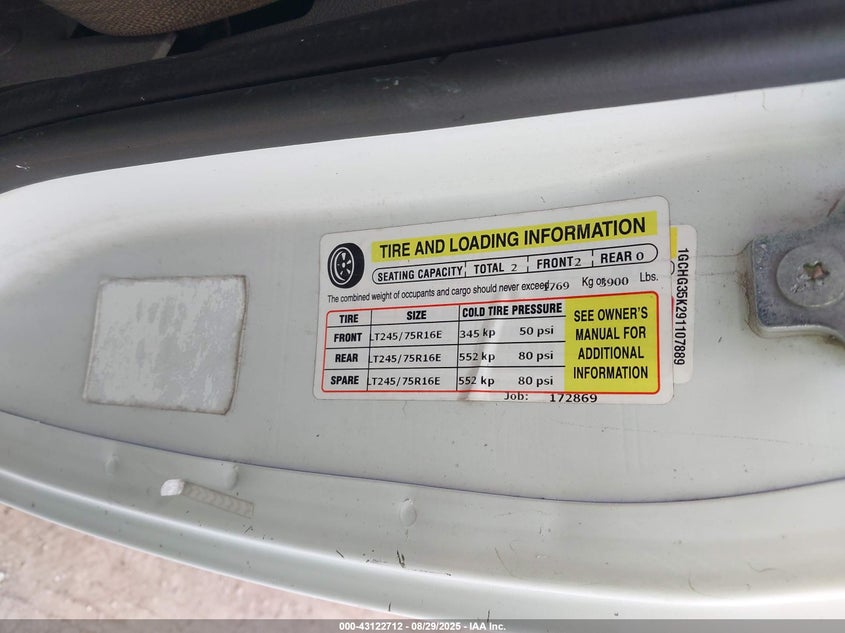 TIRE AND LOADING INFORMATION
SEATING CAPACITY TOTAL 2 FRONT 2 REAR 0
The combined weight of occupants and cargo should never exceed 1769 Kg or 3900 Lbs.
TIRE SIZE COLD TIRE PRESSURE
FRONT LT245/75R16E 345 kp 50 psi
REAR LT245/75R16E 552 kp 80 psi
SPARE LT245/75R16E 552 kp 80 psi
SEE OWNER'S
MANUAL FOR
ADDITIONAL
INFORMATION
Job: 172869
1GCHG35K291107889
000-43122712 - 08/29/2025 - IAA Inc.